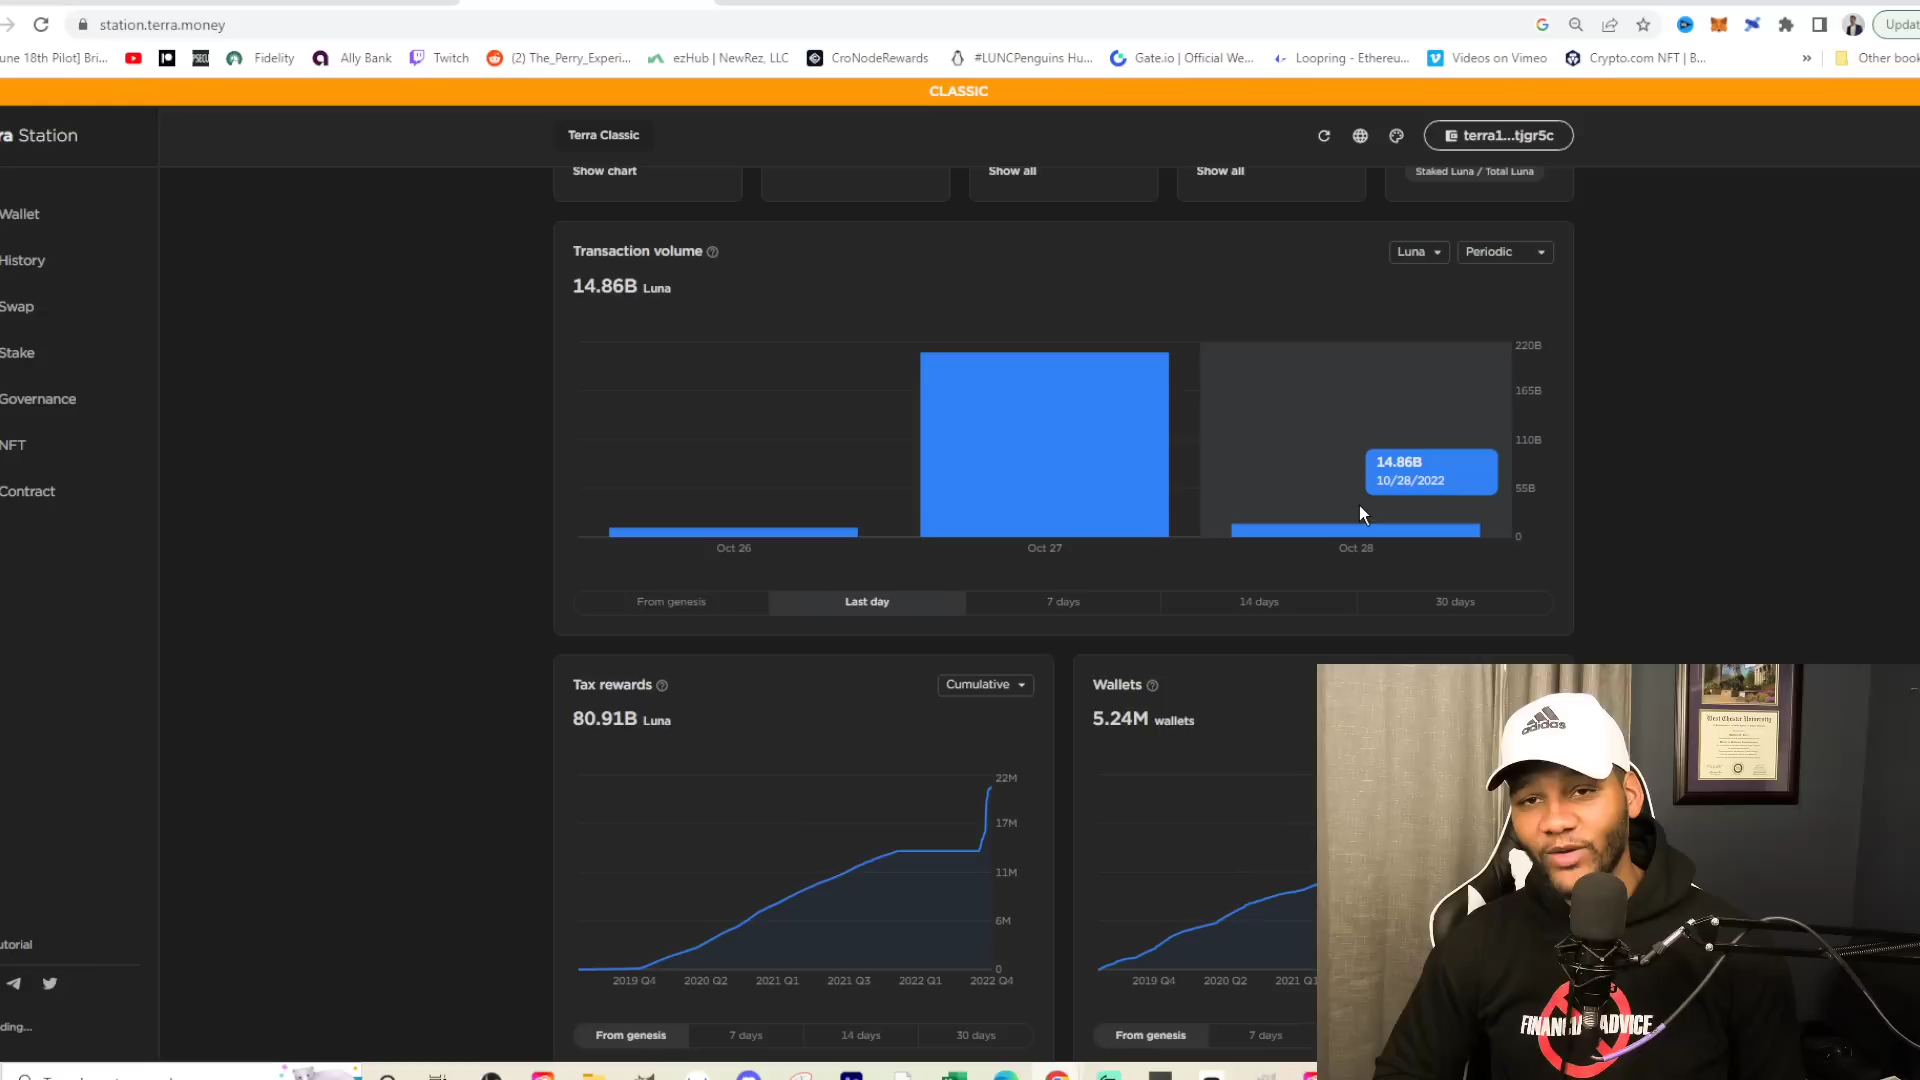 station.terra.money
Updat
une 18th Pilot] Bri...
Fidelity
Ally Bank
Twitch
(2) The_Perry_Experi...
ezHub | NewRez, LLC
CroNodeRewards
#LUNCPenguins Hu...
Gate.io | Official We...
Loopring - Ethereu...
Videos on Vimeo
Crypto.com NFT | B...
»
Other book
CLASSIC
ra Station
Terra Classic
terra1...tjgr5c
Show chart
Show all
Show all
Staked Luna / Total Luna
Wallet
History
Swap
Stake
Governance
NFT
Contract
utorial
ding...
Transaction volume
Luna
Periodic
14.86B Luna
220B
165B
110B
55B
0
14.86B
10/28/2022
Oct 26
Oct 27
Oct 28
From genesis
Last day
7 days
14 days
30 days
Tax rewards
Cumulative
80.91B Luna
22M
17M
11M
6M
0
2019 Q4
2020 Q2
2021 Q1
2021 Q3
2022 Q1
2022 Q4
From genesis
7 days
14 days
30 days
Wallets
5.24M wallets
2019 Q4
2020 Q2
2021 Q1
From genesis
7 days
West Chester University
adidas
FINANCI ADVICE